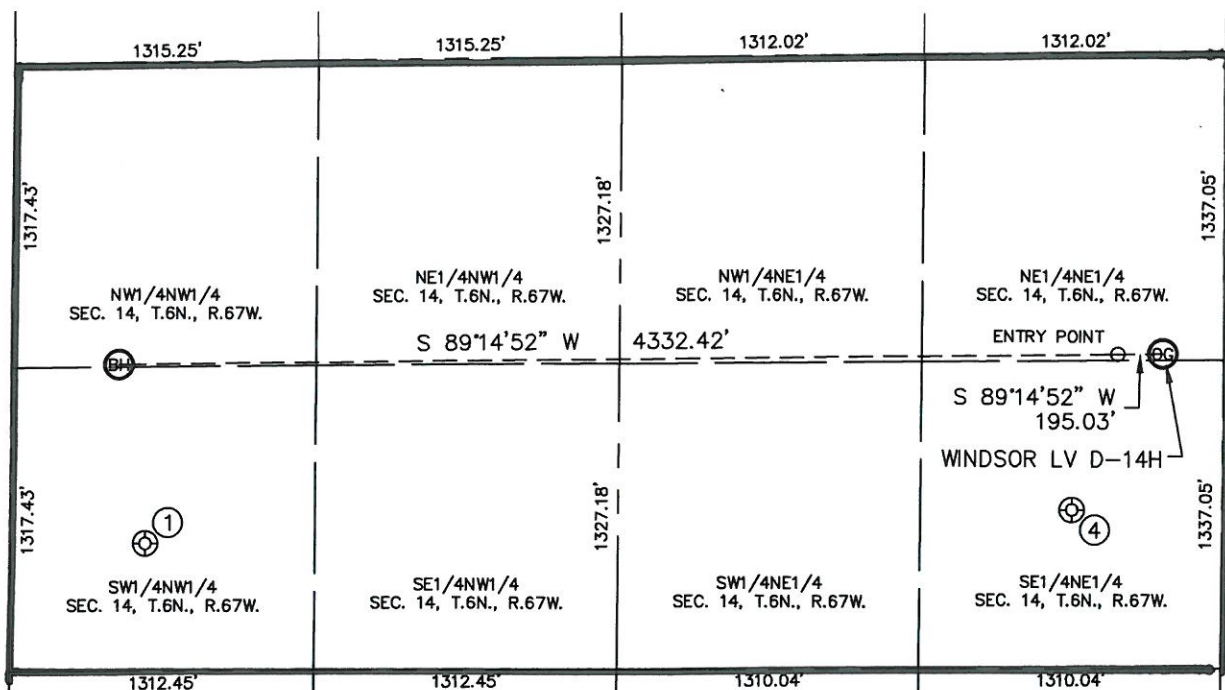 1315.25'
1315.25'
1312.02'
1312.02'
1317.43'
1327.18'
1337.05'
NW1/4NW1/4
SEC. 14, T.6N., R.67W.
NE1/4NW1/4
SEC. 14, T.6N., R.67W.
NW1/4NE1/4
SEC. 14, T.6N., R.67W.
NE1/4NE1/4
SEC. 14, T.6N., R.67W.
S 89°14'52" W 4332.42'
ENTRY POINT
BH
S 89°14'52" W
195.03'
WINDSOR LV D-14H
1317.43'
1327.18'
1337.05'
1
4
SW1/4NW1/4
SEC. 14, T.6N., R.67W.
SE1/4NW1/4
SEC. 14, T.6N., R.67W.
SW1/4NE1/4
SEC. 14, T.6N., R.67W.
SE1/4NE1/4
SEC. 14, T.6N., R.67W.
1312.45'
1312.45'
1310.04'
1310.04'